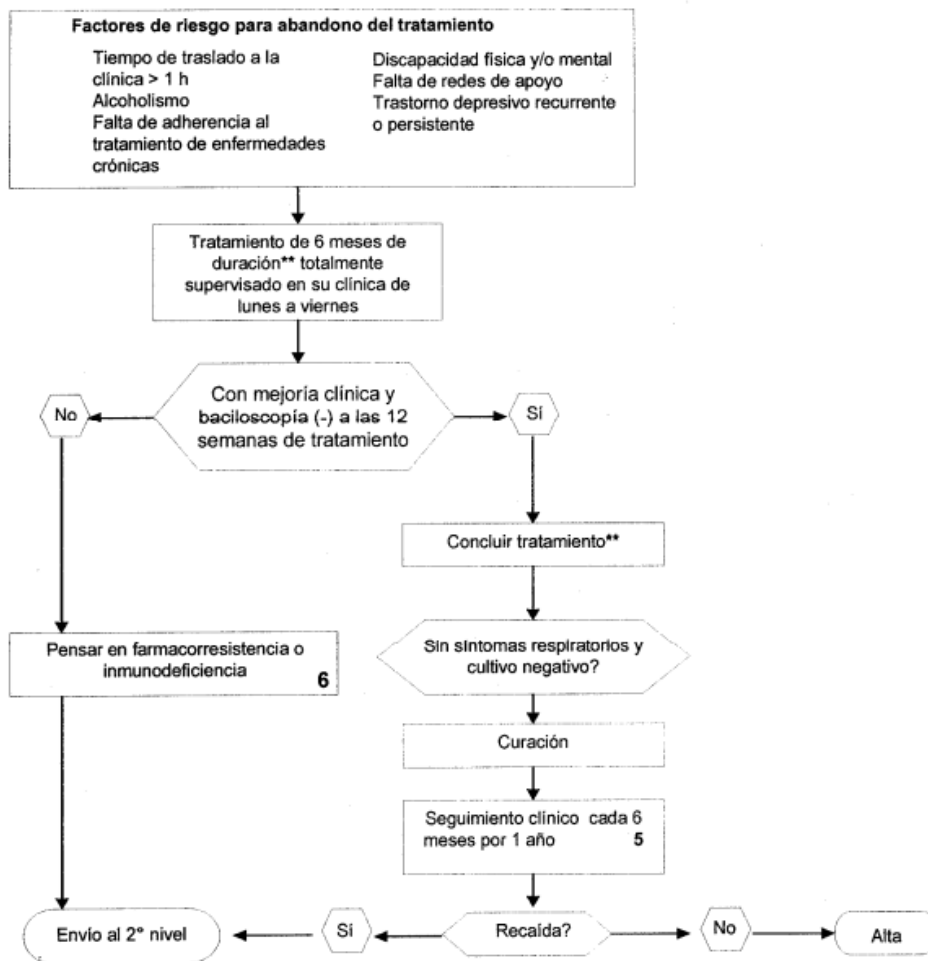 Factores de riesgo para abandono del tratamiento
Tiempo de traslado a la
clínica > 1 h
Alcoholismo
Falta de adherencia al
tratamiento de enfermedades
crónicas
Discapacidad física y/o mental
Falta de redes de apoyo
Trastorno depresivo recurrente
o persistente
Tratamiento de 6 meses de
duración** totalmente
supervisado en su clínica de
lunes a viernes
Con mejoría clínica y
baciloscopía (-) a las 12
semanas de tratamiento
No
Sí
Concluir tratamiento**
Pensar en farmacorresistencia o
inmunodeficiencia
6
Sin síntomas respiratorios y
cultivo negativo?
Curación
Seguimiento clínico cada 6
meses por 1 año 5
Envío al 2° nivel
Sí
Recaída?
No
Alta